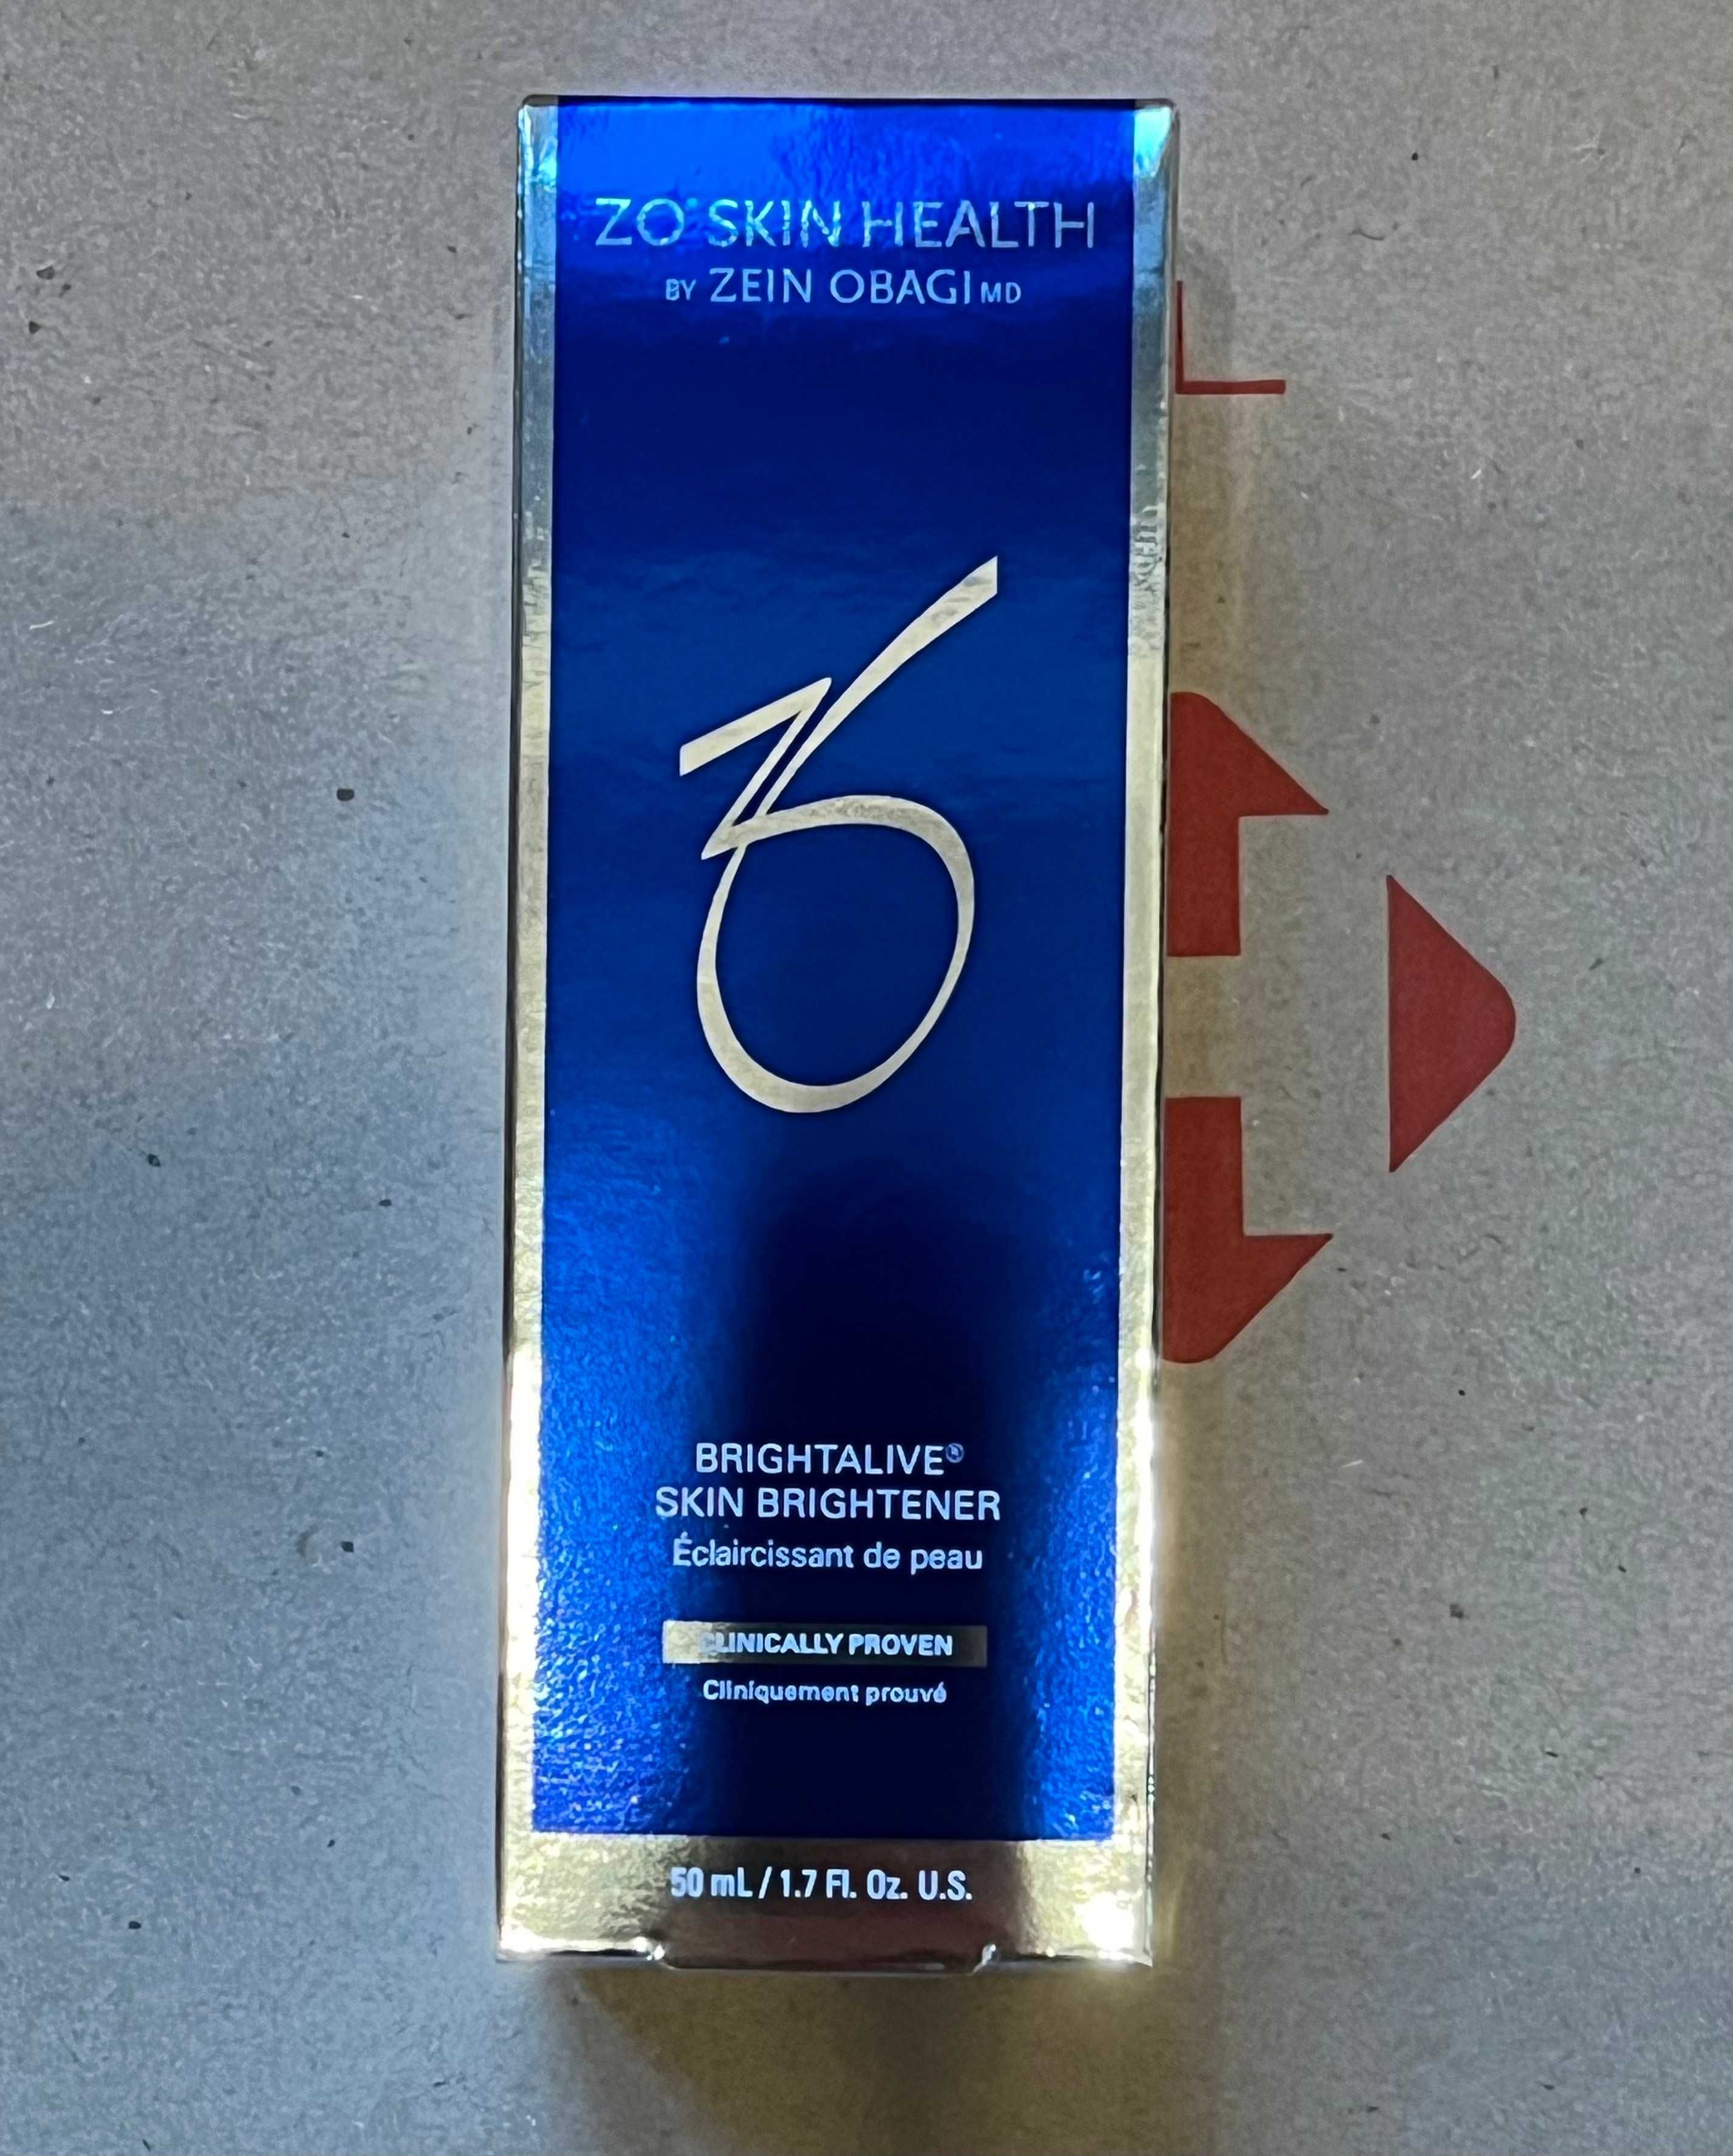 ZO® SKIN HEALTH
BY ZEIN OBAGI MD
BRIGHTALIVE®
SKIN BRIGHTENER
Éclaircissant de peau
CLINICALLY PROVEN
Cliniquement prouvé
50 mL / 1.7 Fl. Oz. U.S.